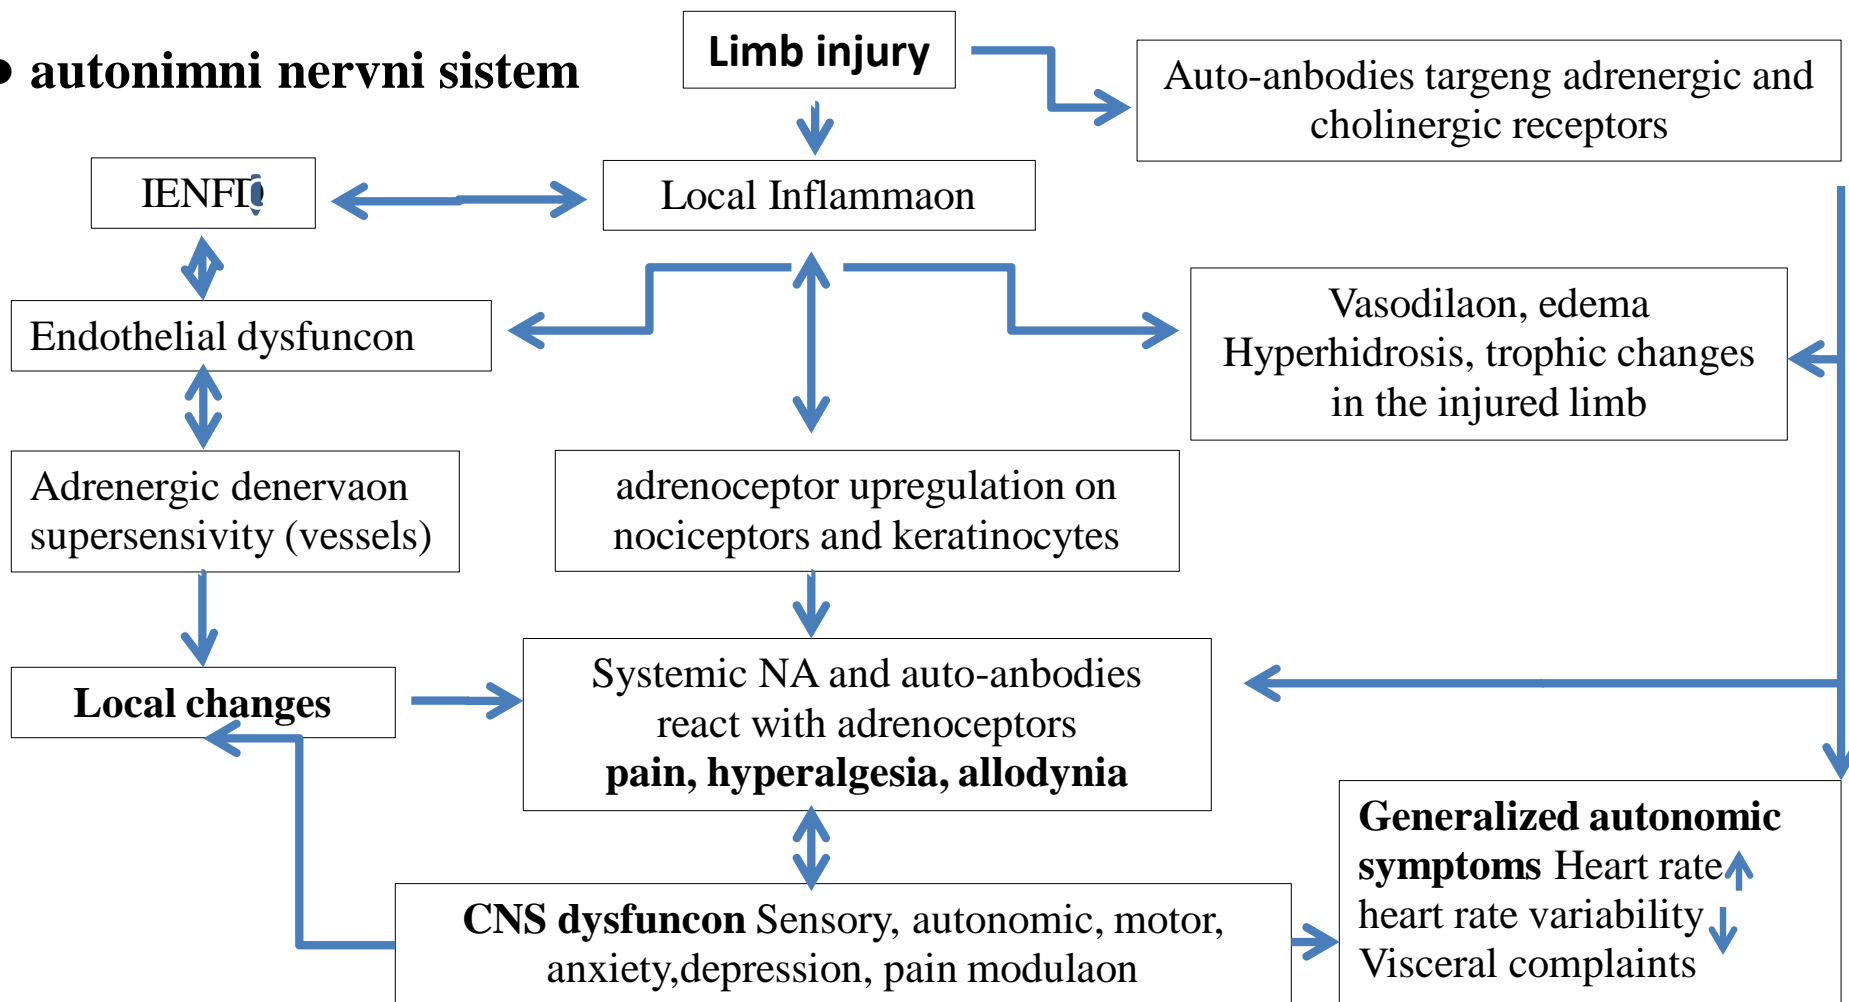 • autonimni nervni sistem
Limb injury
Auto-anbodies targeng adrenergic and
cholinergic receptors
IENFD
Local Inflammaon
Endothelial dysfuncon
Vasodilaon, edema
Hyperhidrosis, trophic changes
in the injured limb
Adrenergic denervaon
supersensivity (vessels)
adrenoceptor upregulation on
nociceptors and keratinocytes
Local changes
Systemic NA and auto-anbodies
react with adrenoceptors
pain, hyperalgesia, allodynia
Generalized autonomic
symptoms Heart rate
heart rate variability
Visceral complaints
CNS dysfuncon Sensory, autonomic, motor,
anxiety,depression, pain modulaon